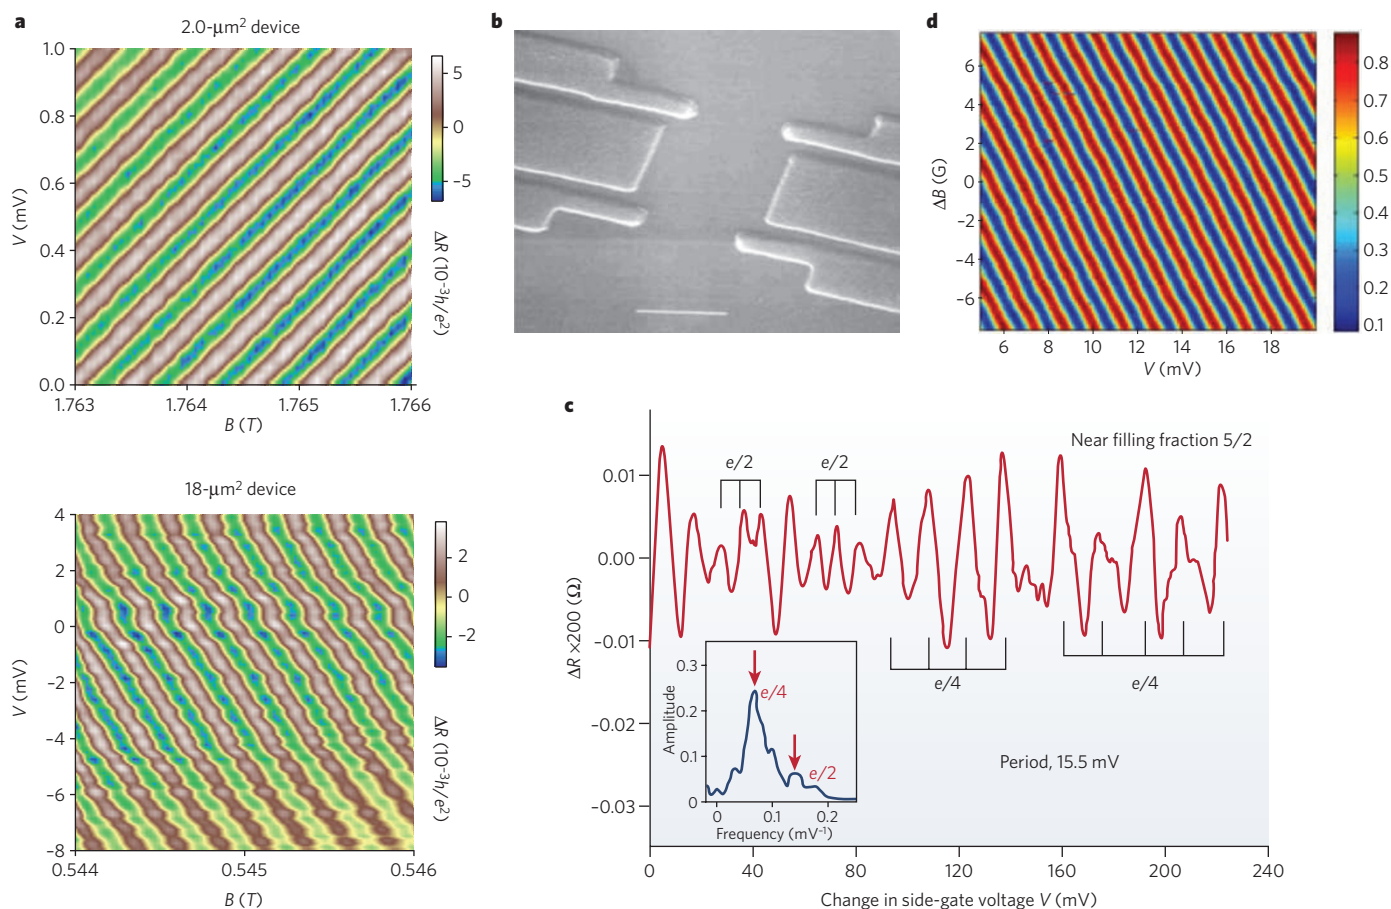 a
2.0-μm² device
1.0
0.8
0.6
0.4
0.2
0.0
V (mV)
1.763
1.764
1.765
1.766
B (T)
5
0
−5
ΔR (10⁻³h/e²)
18-μm² device
4
2
0
−2
−4
−6
−8
V (mV)
0.544
0.545
0.546
B (T)
2
0
−2
ΔR (10⁻³h/e²)
b
d
6
4
2
0
−2
−4
−6
ΔB (G)
6
8
10
12
14
16
18
V (mV)
0.8
0.7
0.6
0.5
0.4
0.3
0.2
0.1
c
Near filling fraction 5/2
0.01
0.00
−0.01
−0.02
−0.03
ΔR ×200 (Ω)
e/2
e/2
e/4
e/4
Period, 15.5 mV
0.3
0.2
0.1
0
Amplitude
e/4
e/2
0
0.1
0.2
Frequency (mV⁻¹)
0
40
80
120
160
200
240
Change in side-gate voltage V (mV)